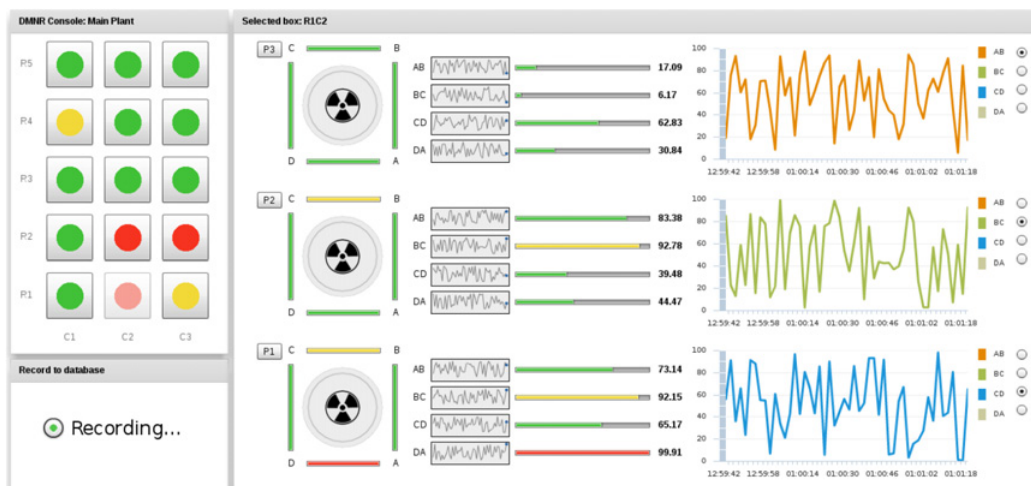 DMNR Console: Main Plant
R5
R4
R3
R2
R1
C1 C2 C3
Record to database
Recording...
Selected box: R1C2
P3 C B
D A
AB 17.09
BC 6.17
CD 62.83
DA 30.84
100
80
60
40
20
0
12:59:42 12:59:58 01:00:14 01:00:30 01:00:46 01:01:02 01:01:18
AB
BC
CD
DA
P2 C B
D A
AB 83.38
BC 92.78
CD 39.48
DA 44.47
100
80
60
40
20
0
12:59:42 12:59:58 01:00:14 01:00:30 01:00:46 01:01:02 01:01:18
AB
BC
CD
DA
P1 C B
D A
AB 73.14
BC 92.15
CD 65.17
DA 99.91
100
80
60
40
20
0
12:59:42 12:59:58 01:00:14 01:00:30 01:00:46 01:01:02 01:01:18
AB
BC
CD
DA